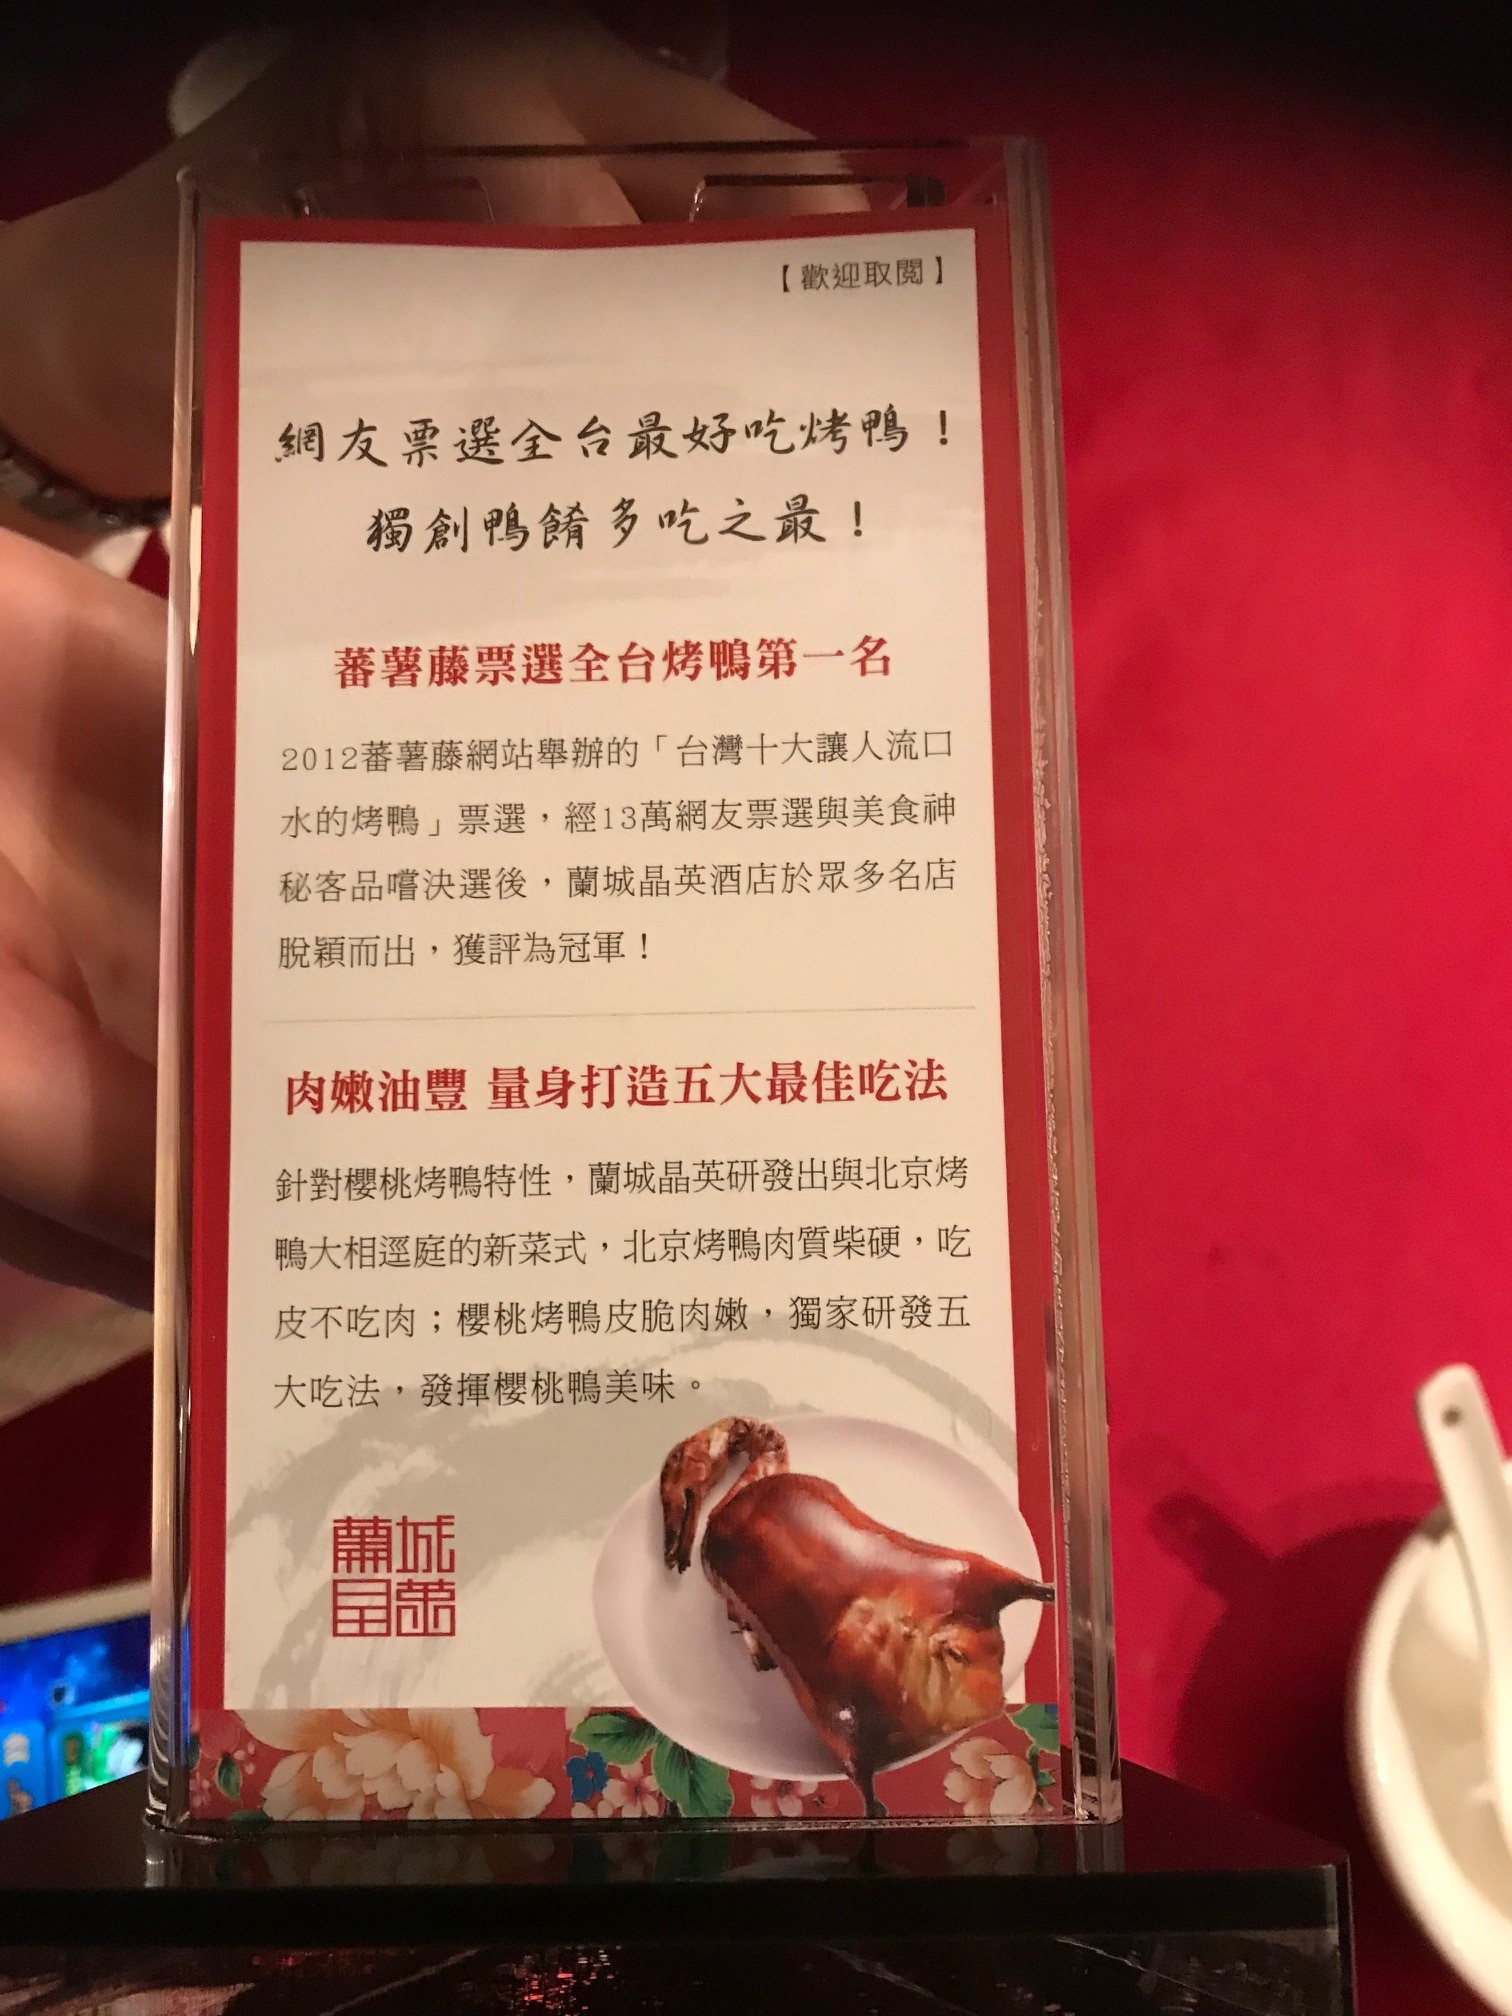 【歡迎取閱】
網友票選全台最好吃烤鴨！
獨創鴨餚多吃之最！
蕃薯藤票選全台烤鴨第一名
2012蕃薯藤網站舉辦的「台灣十大讓人流口
水的烤鴨」票選，經13萬網友票選與美食神
秘客品嚐決選後，蘭城晶英酒店於眾多名店
脫穎而出，獲評為冠軍！
肉嫩油豐 量身打造五大最佳吃法
針對櫻桃烤鴨特性，蘭城晶英研發出與北京烤
鴨大相逕庭的新菜式，北京烤鴨肉質柴硬，吃
皮不吃肉；櫻桃烤鴨皮脆肉嫩，獨家研發五
大吃法，發揮櫻桃鴨美味。
蘭城
晶英